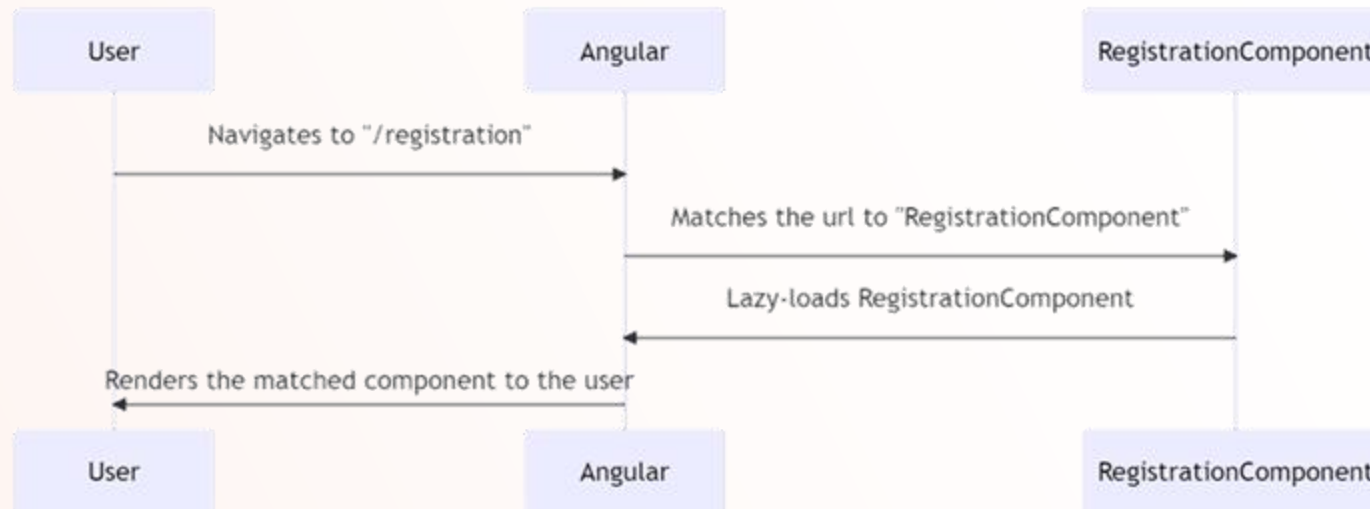 User
Angular
RegistrationComponent
Navigates to "/registration"
Matches the url to "RegistrationComponent"
Lazy-loads RegistrationComponent
Renders the matched component to the user
User
Angular
RegistrationComponent